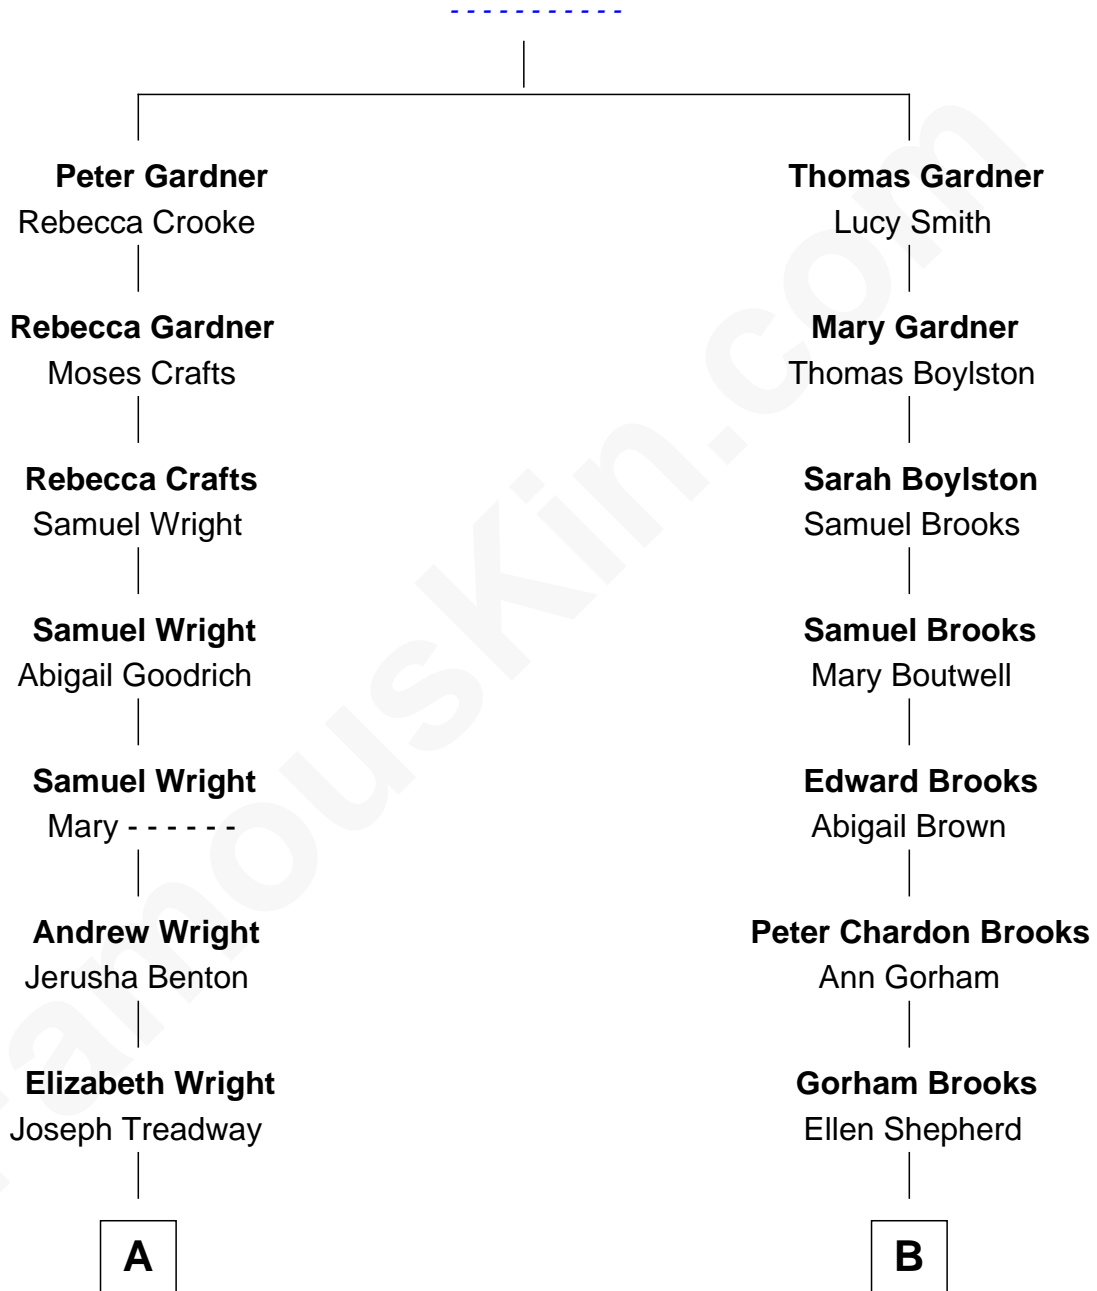 - - - - - - - - - - -
Peter Gardner
Rebecca Crooke
Thomas Gardner
Lucy Smith
Rebecca Gardner
Moses Crafts
Mary Gardner
Thomas Boylston
Rebecca Crafts
Samuel Wright
Sarah Boylston
Samuel Brooks
Samuel Wright
Abigail Goodrich
Samuel Brooks
Mary Boutwell
Samuel Wright
Mary - - - - - -
Edward Brooks
Abigail Brown
Andrew Wright
Jerusha Benton
Peter Chardon Brooks
Ann Gorham
Elizabeth Wright
Joseph Treadway
Gorham Brooks
Ellen Shepherd
A
B
FamousKin.com